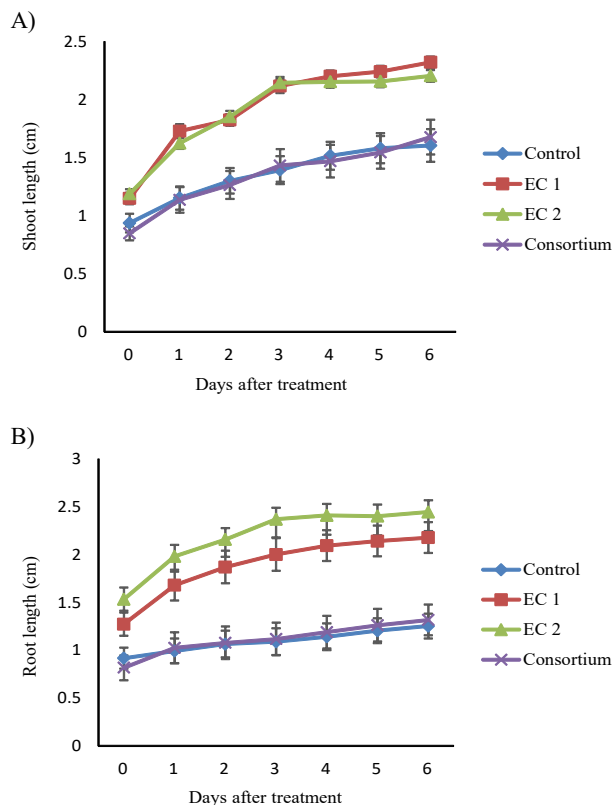 A)
2.5
2
1.5
1
0.5
0
Shoot length (cm)
0 1 2 3 4 5 6
Days after treatment
Control
EC 1
EC 2
Consortium
B)
3
2.5
2
1.5
1
0.5
0
Root length (cm)
0 1 2 3 4 5 6
Days after treatment
Control
EC 1
EC 2
Consortium